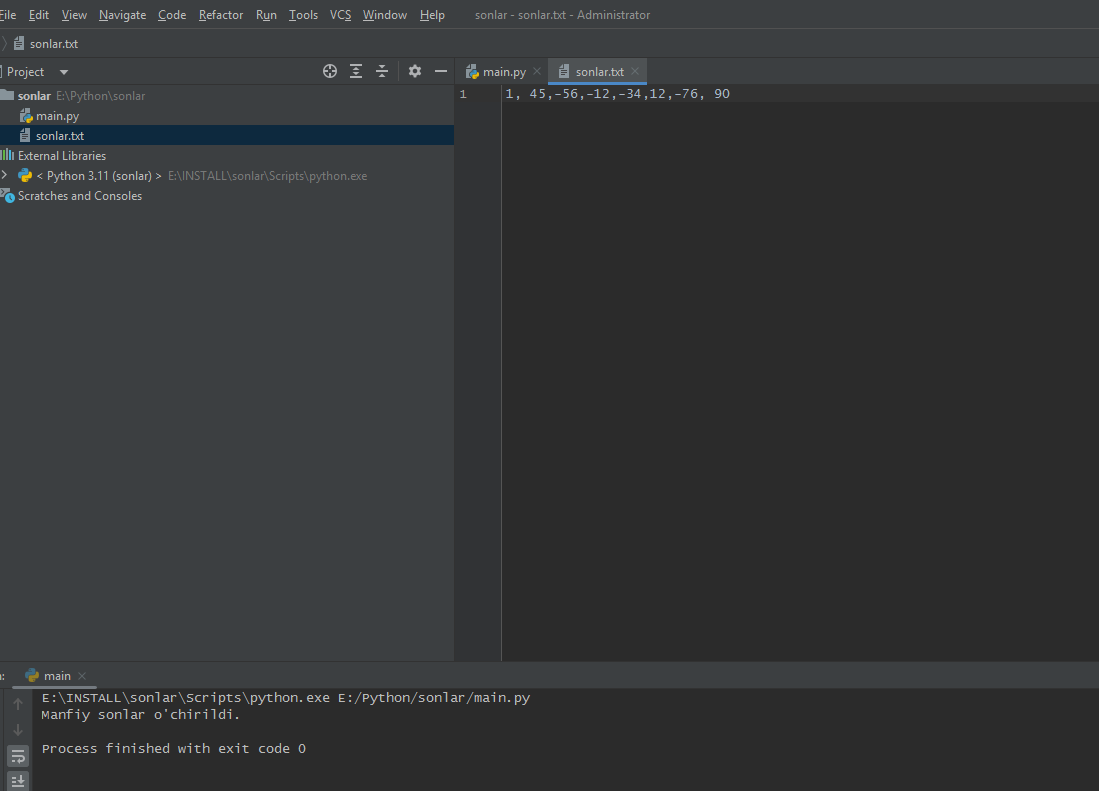 File Edit View Navigate Code Refactor Run Tools VCS Window Help sonlar - sonlar.txt - Administrator
sonlar.txt
Project
main.py sonlar.txt
sonlar E:\Python\sonlar
main.py
sonlar.txt
External Libraries
< Python 3.11 (sonlar) > E:\INSTALL\sonlar\Scripts\python.exe
Scratches and Consoles
1 1, 45,-56,-12,-34,12,-76, 90
main
E:\INSTALL\sonlar\Scripts\python.exe E:/Python/sonlar/main.py
Manfiy sonlar o'chirildi.
Process finished with exit code 0